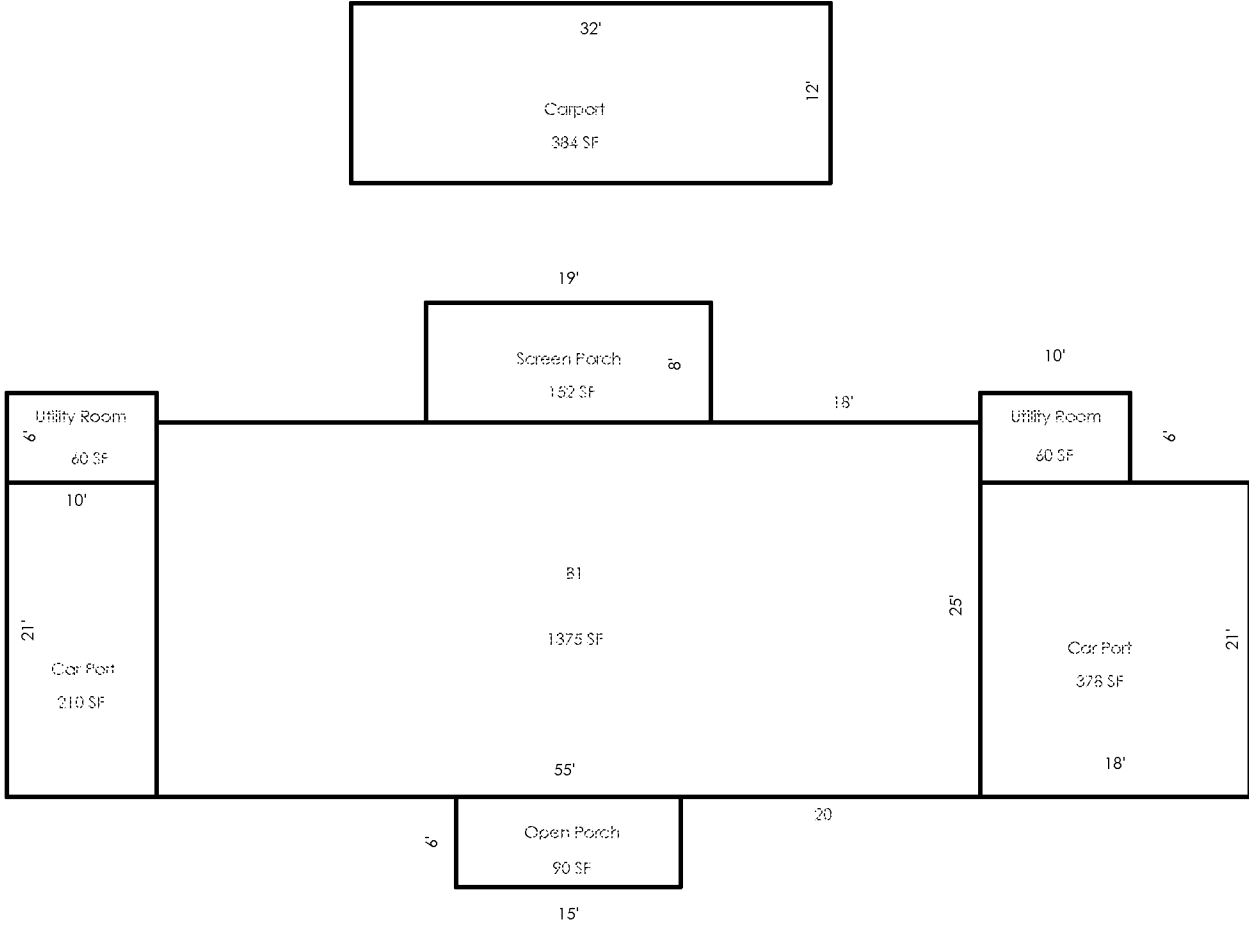 32'
12'
Carport
384 SF
19'
Screen Porch
8'
152 SF
18'
10'
Utility Room
6'
60 SF
Utility Room
6'
60 SF
10'
B1
1375 SF
25'
21'
Car Port
210 SF
Car Port
378 SF
21'
55'
18'
20
Open Porch
6'
90 SF
15'